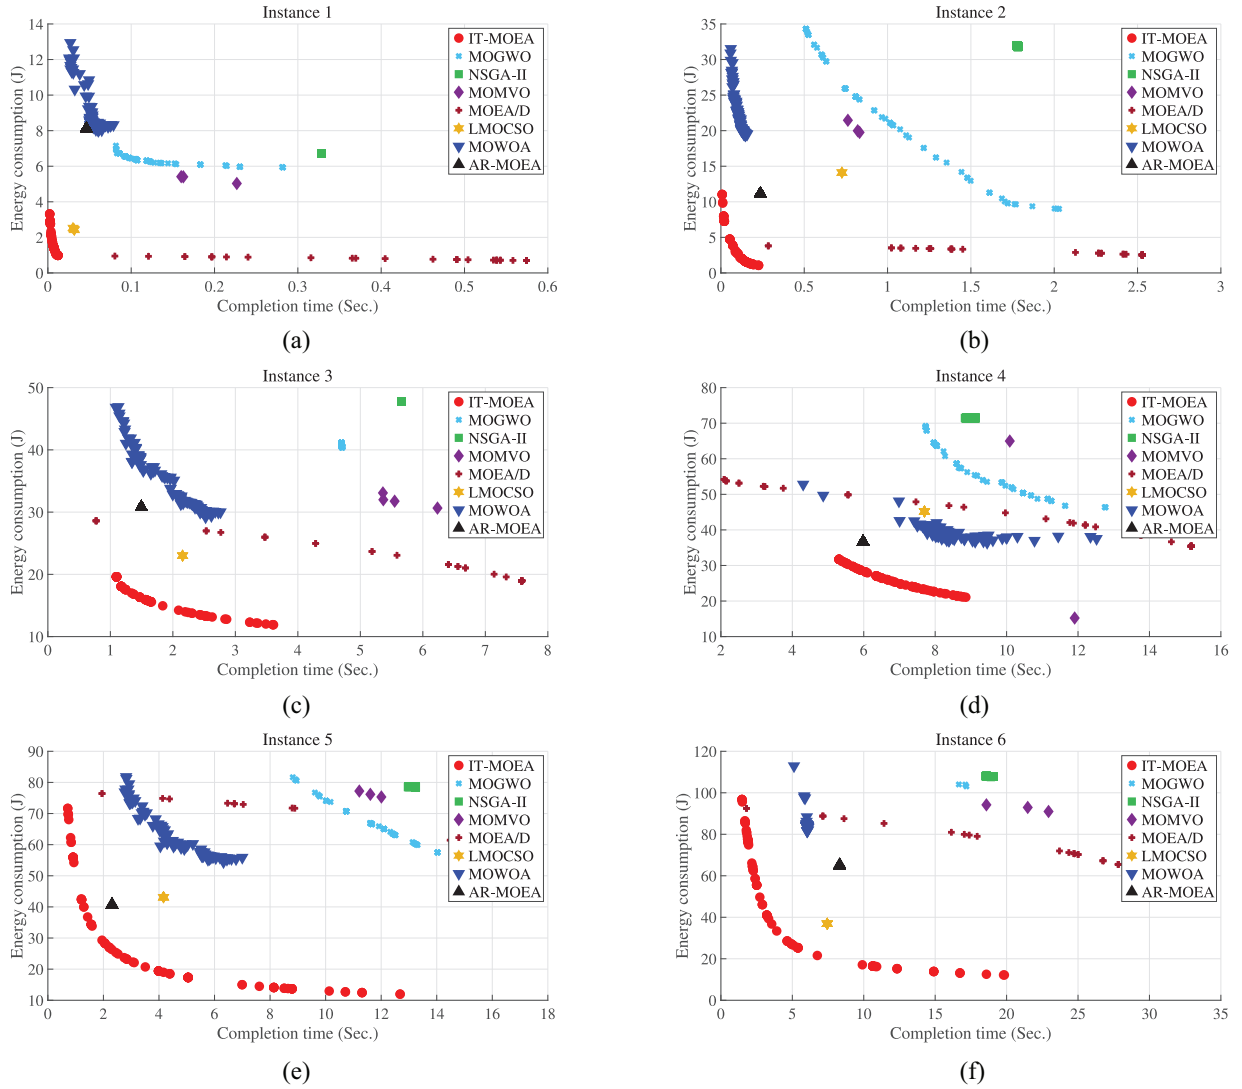 Instance 1
Energy consumption (J)
14
12
10
8
6
4
2
0
0 0.1 0.2 0.3 0.4 0.5 0.6
Completion time (Sec.)
IT-MOEA
MOGWO
NSGA-II
MOMVO
MOEA/D
LMOCSO
MOWOA
AR-MOEA
(a)
Instance 2
Energy consumption (J)
35
30
25
20
15
10
5
0
0 0.5 1 1.5 2 2.5 3
Completion time (Sec.)
IT-MOEA
MOGWO
NSGA-II
MOMVO
MOEA/D
LMOCSO
MOWOA
AR-MOEA
(b)
Instance 3
Energy consumption (J)
50
40
30
20
10
0 1 2 3 4 5 6 7 8
Completion time (Sec.)
IT-MOEA
MOGWO
NSGA-II
MOMVO
MOEA/D
LMOCSO
MOWOA
AR-MOEA
(c)
Instance 4
Energy consumption (J)
80
70
60
50
40
30
20
10
2 4 6 8 10 12 14 16
Completion time (Sec.)
IT-MOEA
MOGWO
NSGA-II
MOMVO
MOEA/D
LMOCSO
MOWOA
AR-MOEA
(d)
Instance 5
Energy consumption (J)
90
80
70
60
50
40
30
20
10
0 2 4 6 8 10 12 14 16 18
Completion time (Sec.)
IT-MOEA
MOGWO
NSGA-II
MOMVO
MOEA/D
LMOCSO
MOWOA
AR-MOEA
(e)
Instance 6
Energy consumption (J)
120
100
80
60
40
20
0
0 5 10 15 20 25 30 35
Completion time (Sec.)
IT-MOEA
MOGWO
NSGA-II
MOMVO
MOEA/D
LMOCSO
MOWOA
AR-MOEA
(f)